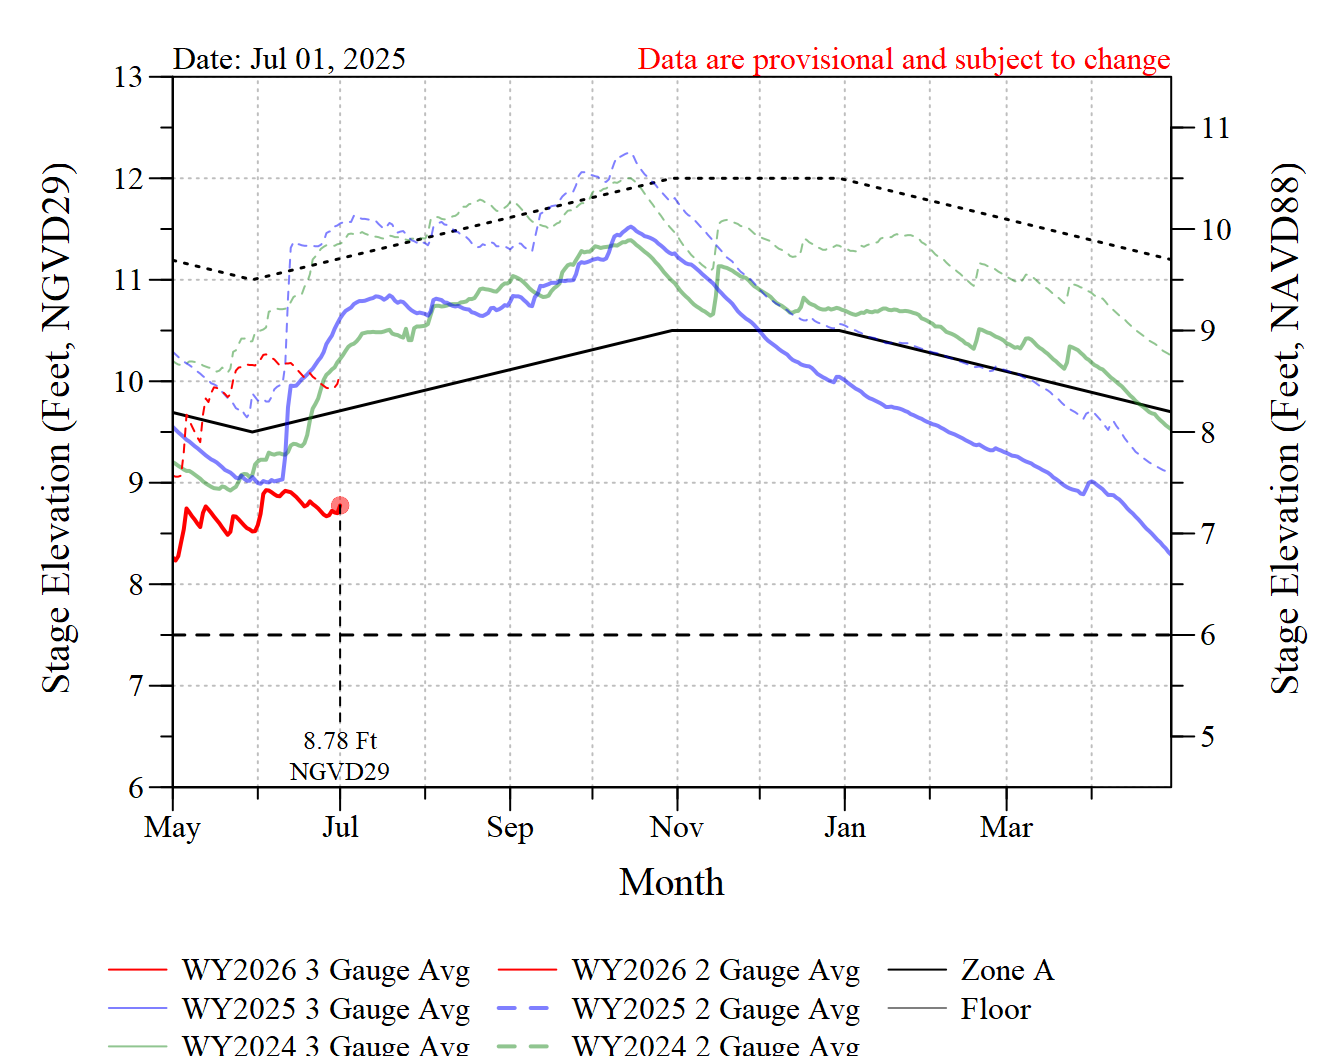 Date: Jul 01, 2025
Data are provisional and subject to change
13
12
11
10
9
8
7
6
11
10
9
8
7
6
5
Stage Elevation (Feet, NGVD29)
Stage Elevation (Feet, NAVD88)
8.78 Ft
NGVD29
May Jul Sep Nov Jan Mar
Month
WY2026 3 Gauge Avg WY2026 2 Gauge Avg Zone A
WY2025 3 Gauge Avg WY2025 2 Gauge Avg Floor
WY2024 3 Gauge Avg WY2024 2 Gauge Avg